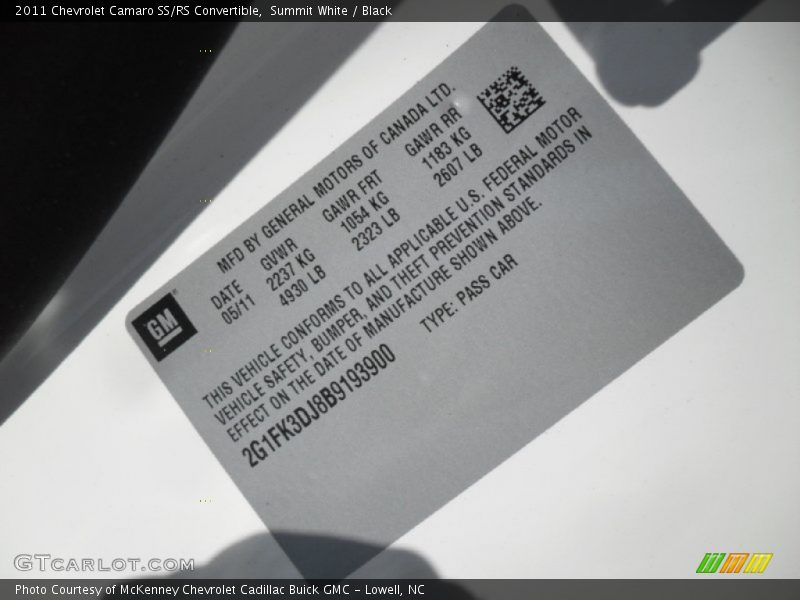 2011 Chevrolet Camaro SS/RS Convertible,  Summit White / Black
MFD BY GENERAL MOTORS OF CANADA LTD.
DATE GVWR GAWR FRT GAWR RR
05/11 2237 KG 1054 KG 1183 KG
4930 LB 2323 LB 2607 LB
THIS VEHICLE CONFORMS TO ALL APPLICABLE U.S. FEDERAL MOTOR
VEHICLE SAFETY, BUMPER, AND THEFT PREVENTION STANDARDS IN
EFFECT ON THE DATE OF MANUFACTURE SHOWN ABOVE.
2G1FK3DJ8B9193900 TYPE: PASS CAR
GM
GTCARLOT.COM
Photo Courtesy of McKenney Chevrolet Cadillac Buick GMC - Lowell, NC